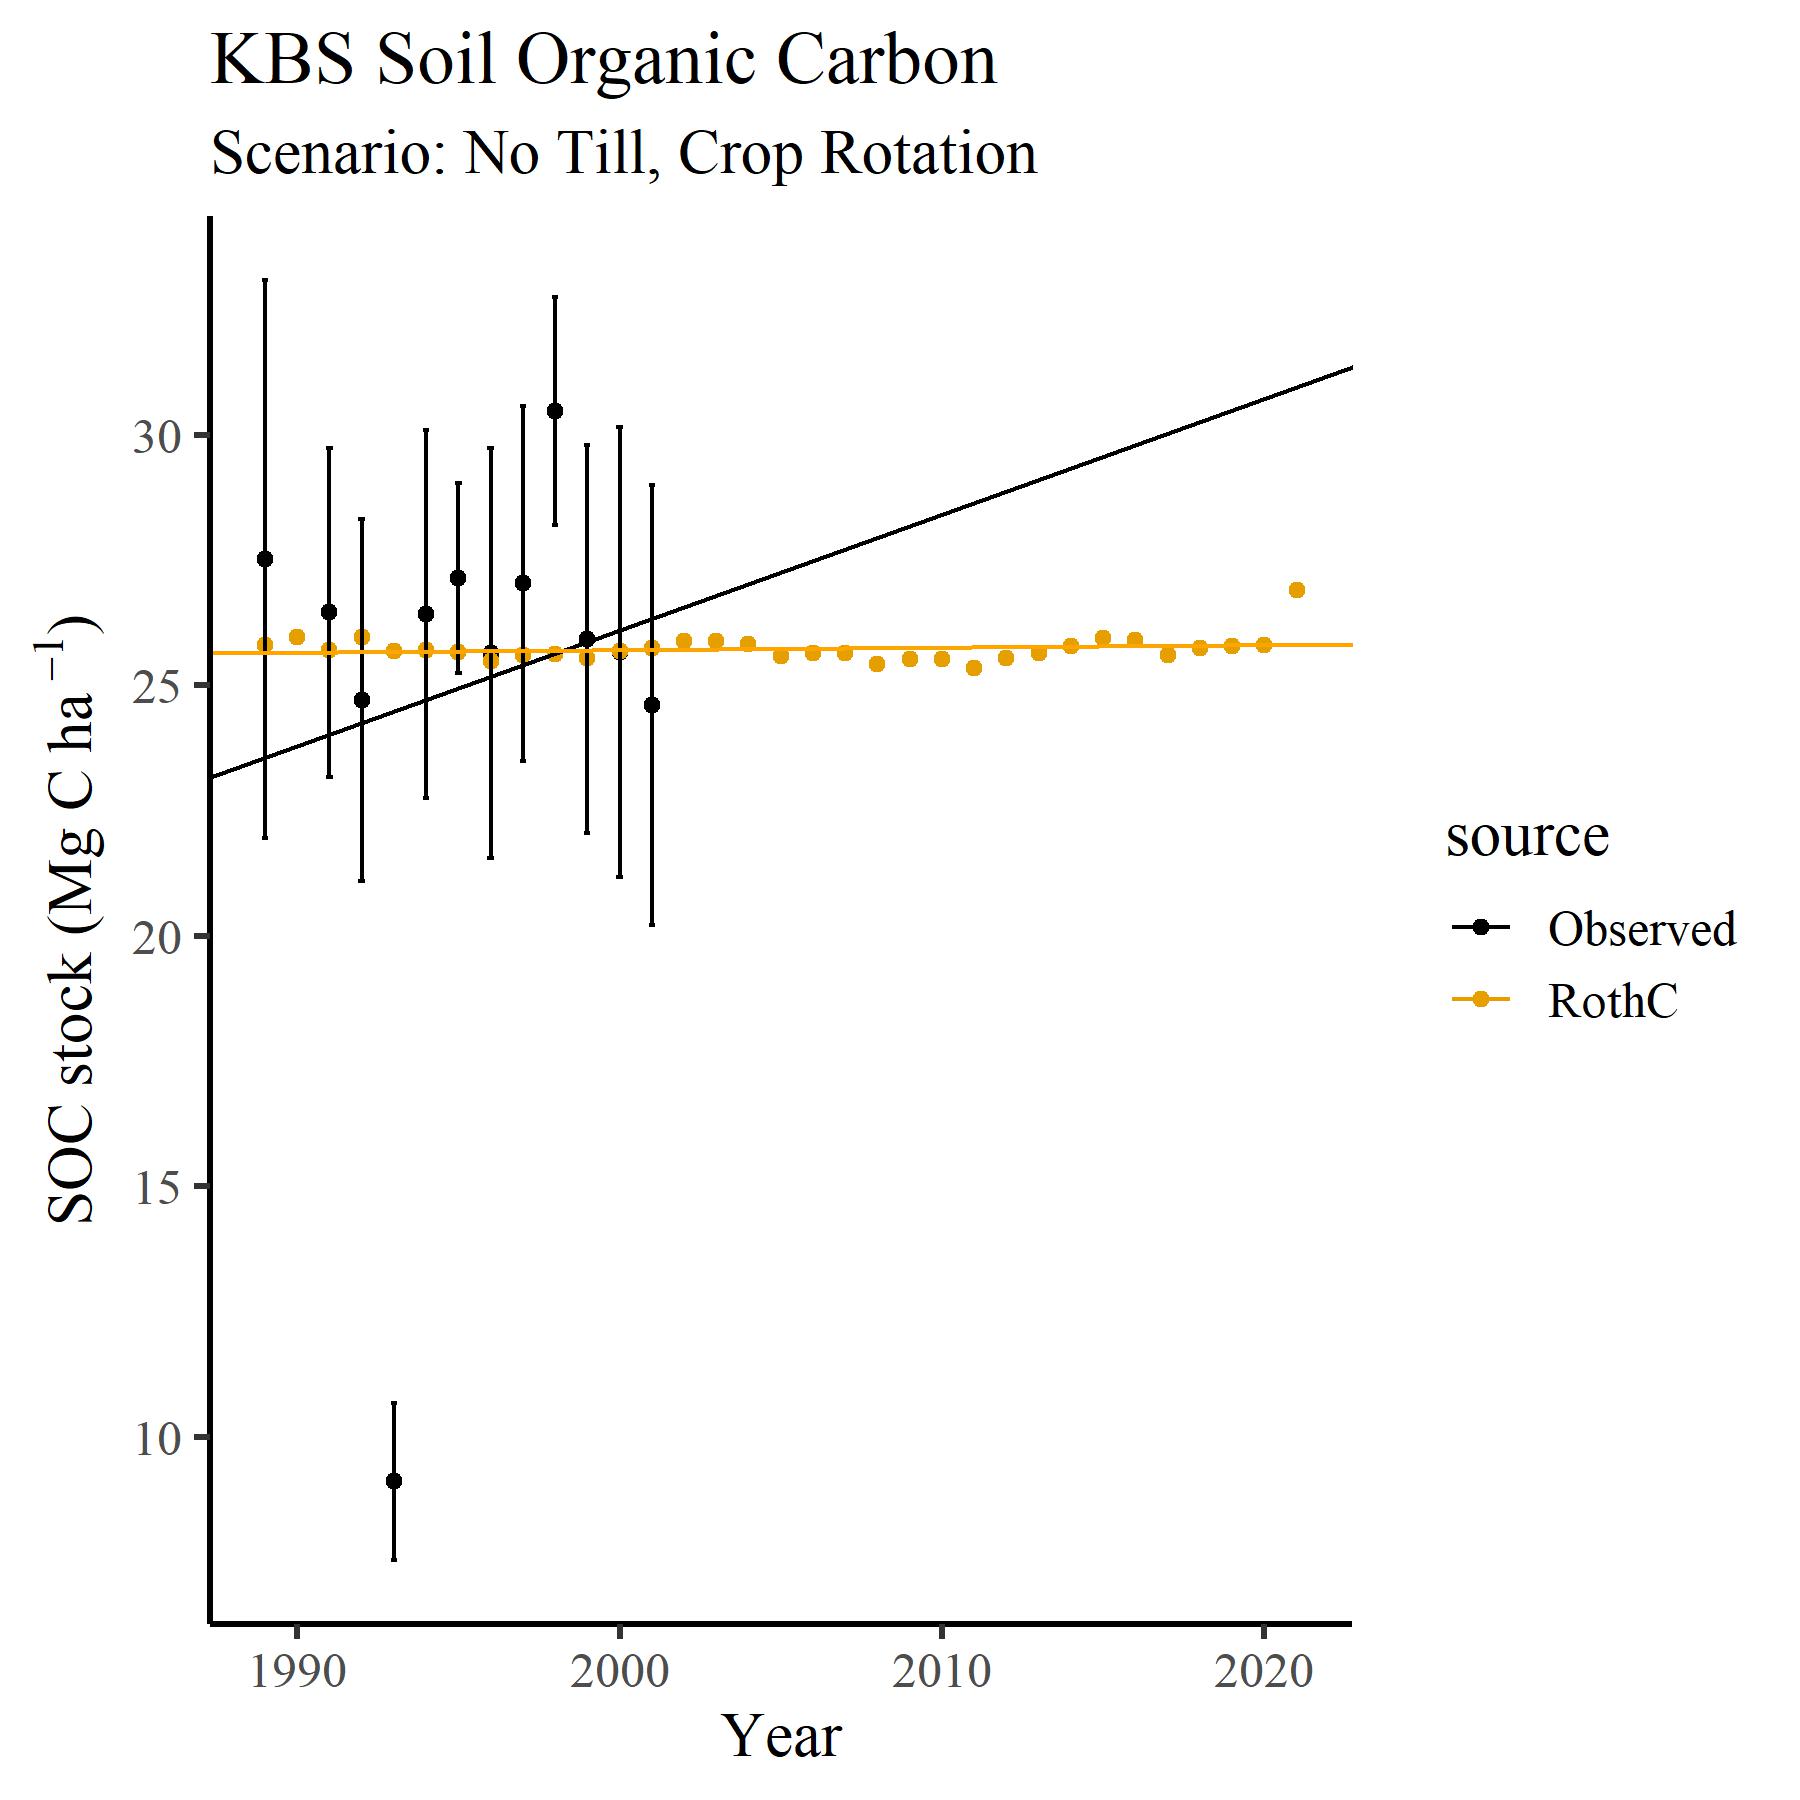 KBS Soil Organic Carbon
Scenario: No Till, Crop Rotation
SOC stock (Mg C ha⁻¹)
30
25
20
15
10
1990 2000 2010 2020
Year
source
Observed
RothC